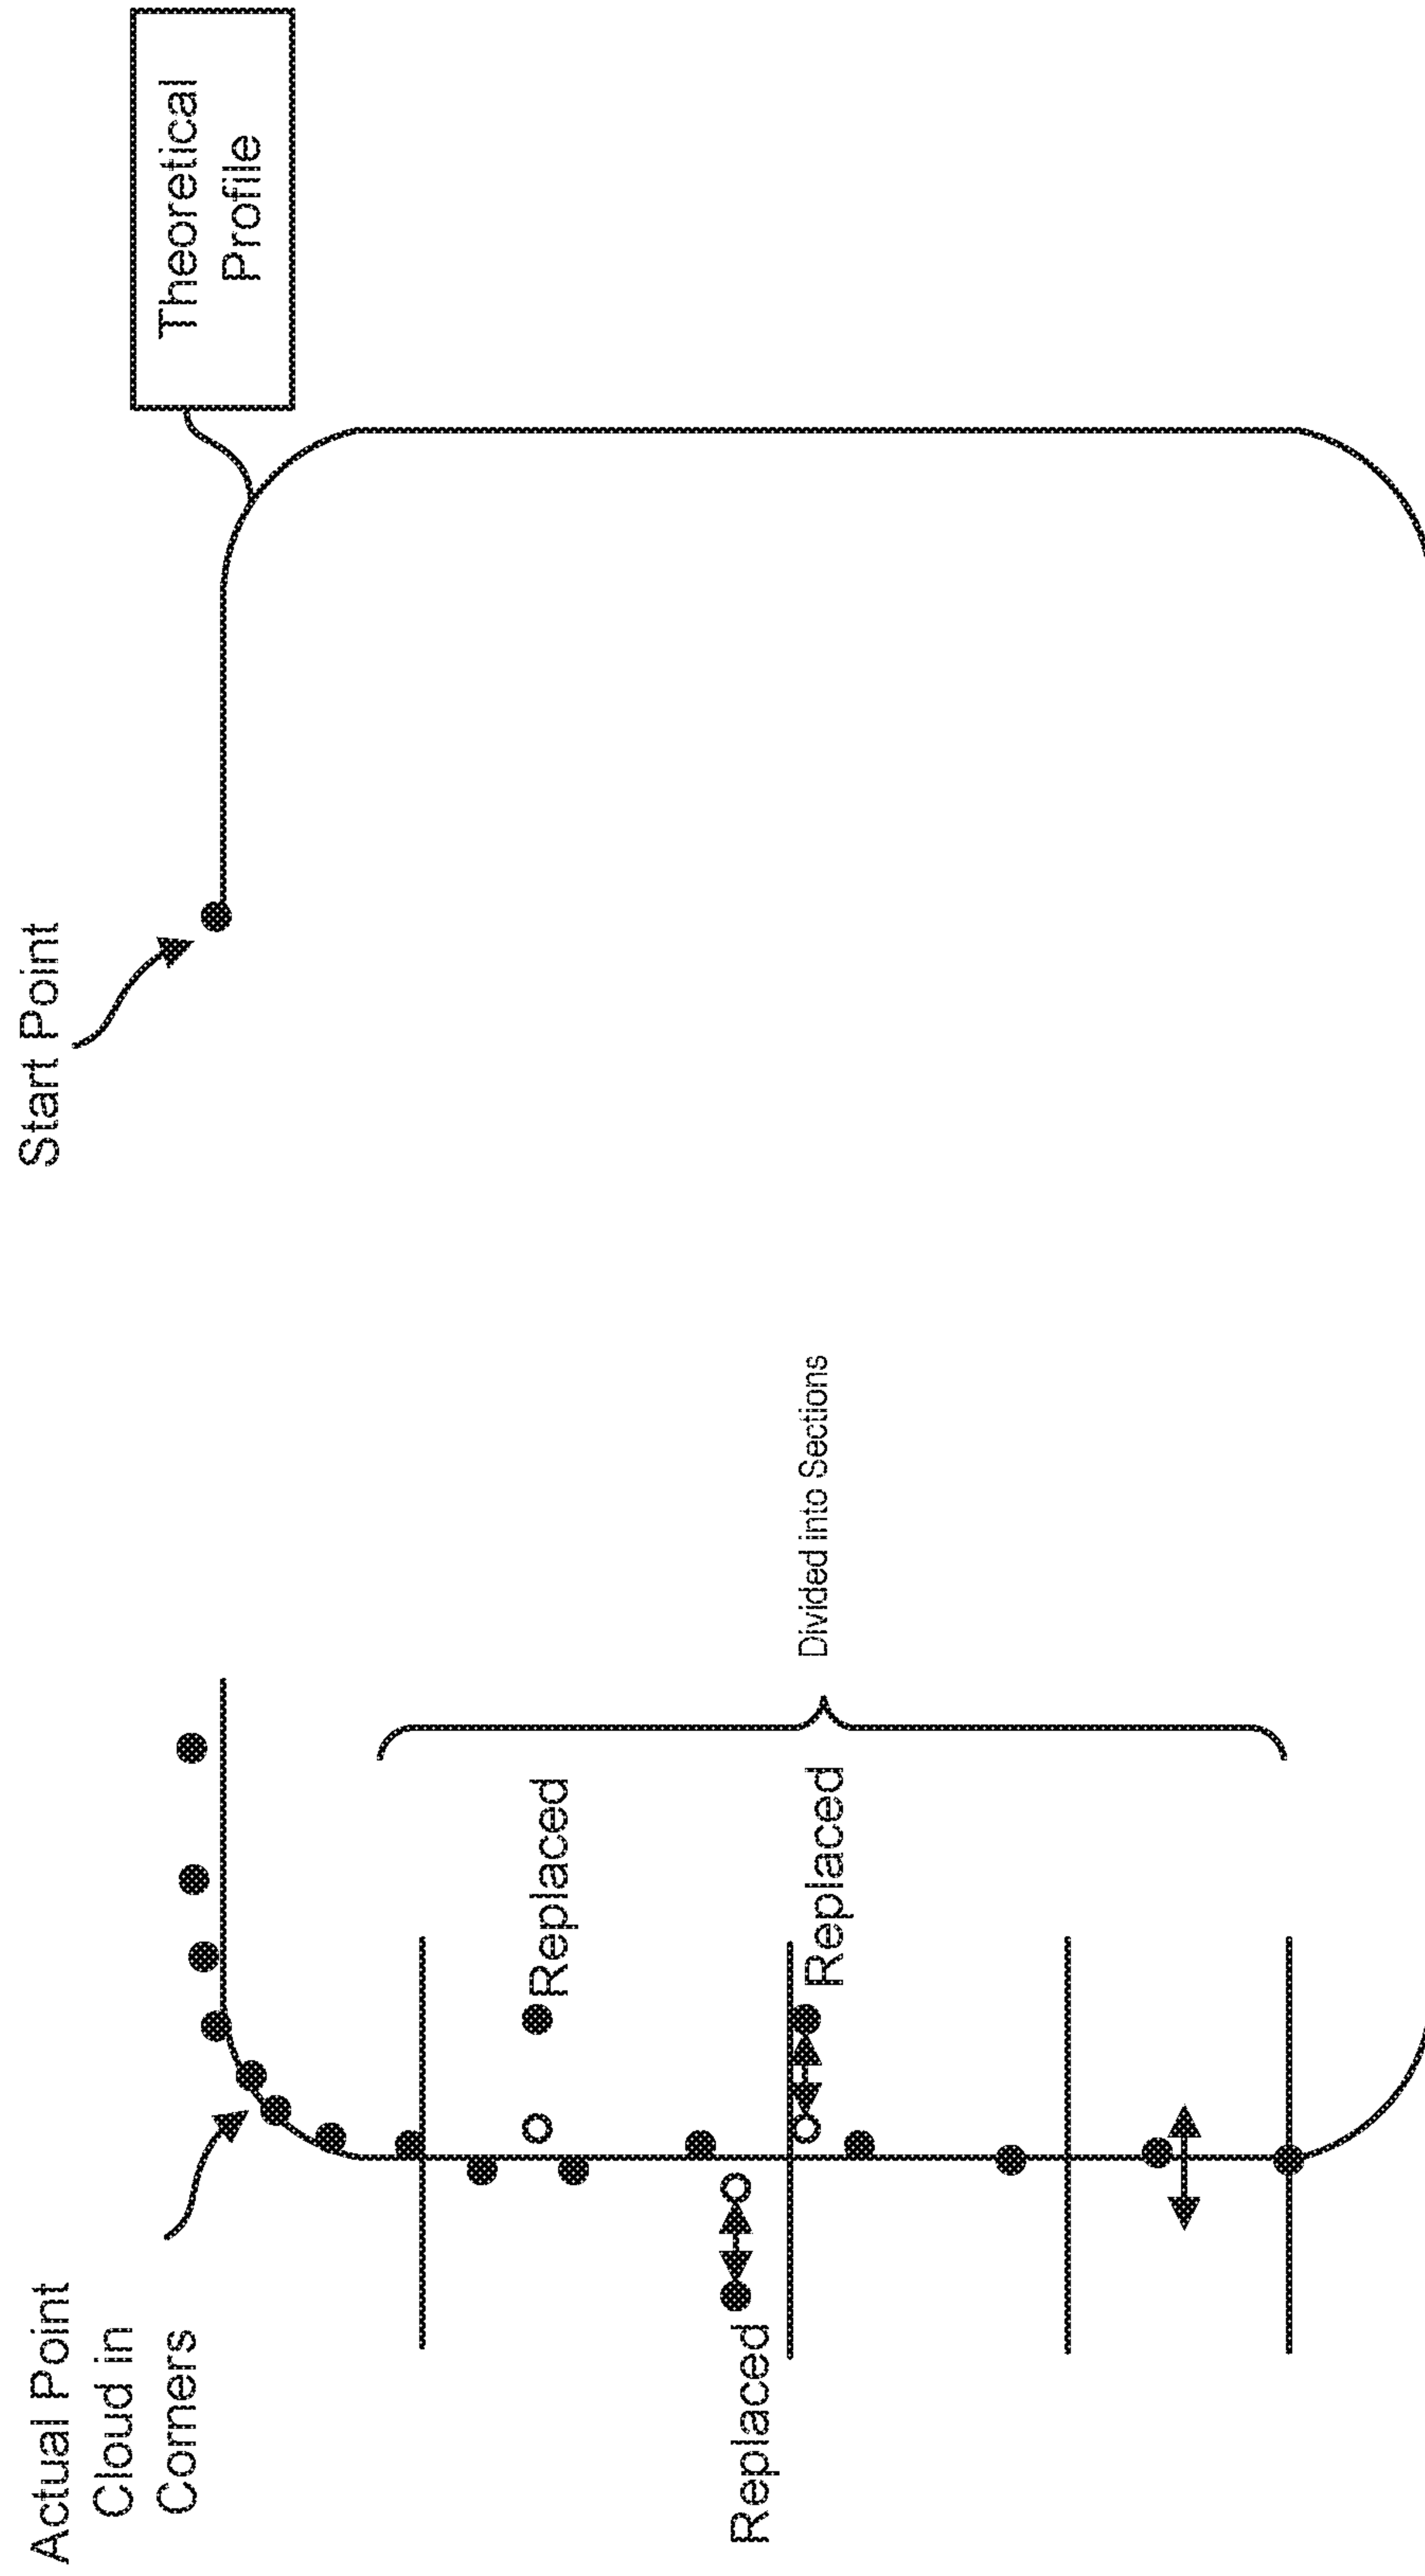 Actual Point
Cloud in
Corners
Start Point
Theoretical
Profile
Replaced
Replaced
Replaced
Divided into Sections